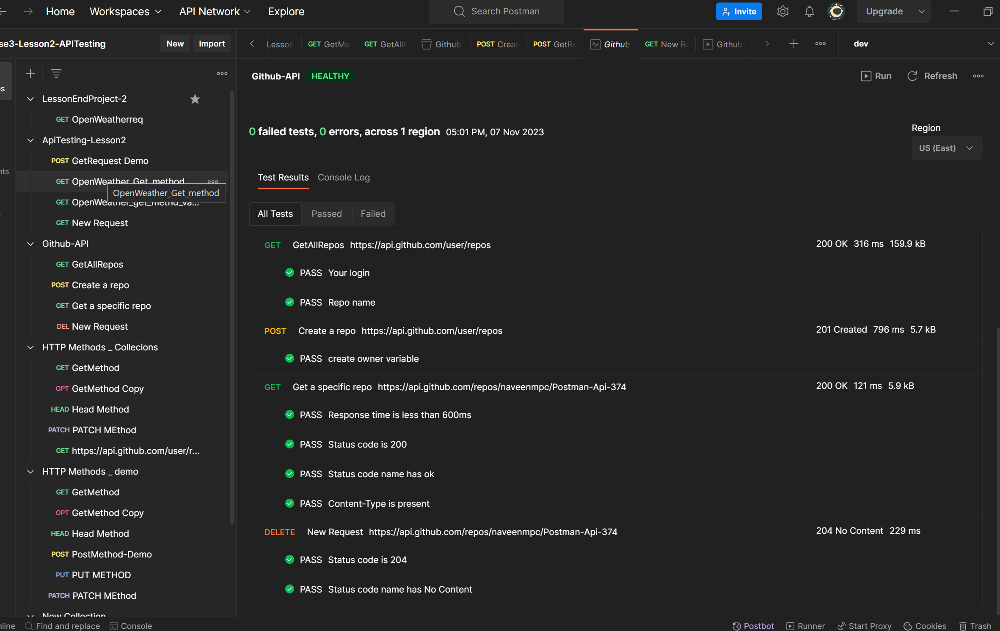 Home Workspaces API Network Explore Search Postman Invite Upgrade
se3-Lesson2-APITesting New Import
Lesson GET GetMe GET GetAllR Github- POST Creat POST GetRe Github- GET New Re Github- dev
Github-API HEALTHY Run Refresh
LessonEndProject-2
GET OpenWeatherreq
ApiTesting-Lesson2
POST GetRequest Demo
GET OpenWeather_Get_method
OpenWeather_Get_method
GET OpenWeather_get_methd_va...
GET New Request
Github-API
GET GetAllRepos
POST Create a repo
GET Get a specific repo
DEL New Request
HTTP Methods _ Collecions
GET GetMethod
OPT GetMethod Copy
HEAD Head Method
PATCH PATCH MEthod
GET https://api.github.com/user/r...
HTTP Methods _ demo
GET GetMethod
OPT GetMethod Copy
HEAD Head Method
POST PostMethod-Demo
PUT PUT METHOD
PATCH PATCH MEthod
New Collection
0 failed tests, 0 errors, across 1 region 05:01 PM, 07 Nov 2023
Region
US (East)
Test Results Console Log
All Tests Passed Failed
GET GetAllRepos https://api.github.com/user/repos 200 OK 316 ms 159.9 kB
PASS Your login
PASS Repo name
POST Create a repo https://api.github.com/user/repos 201 Created 796 ms 5.7 kB
PASS create owner variable
GET Get a specific repo https://api.github.com/repos/naveenmpc/Postman-Api-374 200 OK 121 ms 5.9 kB
PASS Response time is less than 600ms
PASS Status code is 200
PASS Status code name has ok
PASS Content-Type is present
DELETE New Request https://api.github.com/repos/naveenmpc/Postman-Api-374 204 No Content 229 ms
PASS Status code is 204
PASS Status code name has No Content
nline Find and replace Console Postbot Runner Start Proxy Cookies Trash